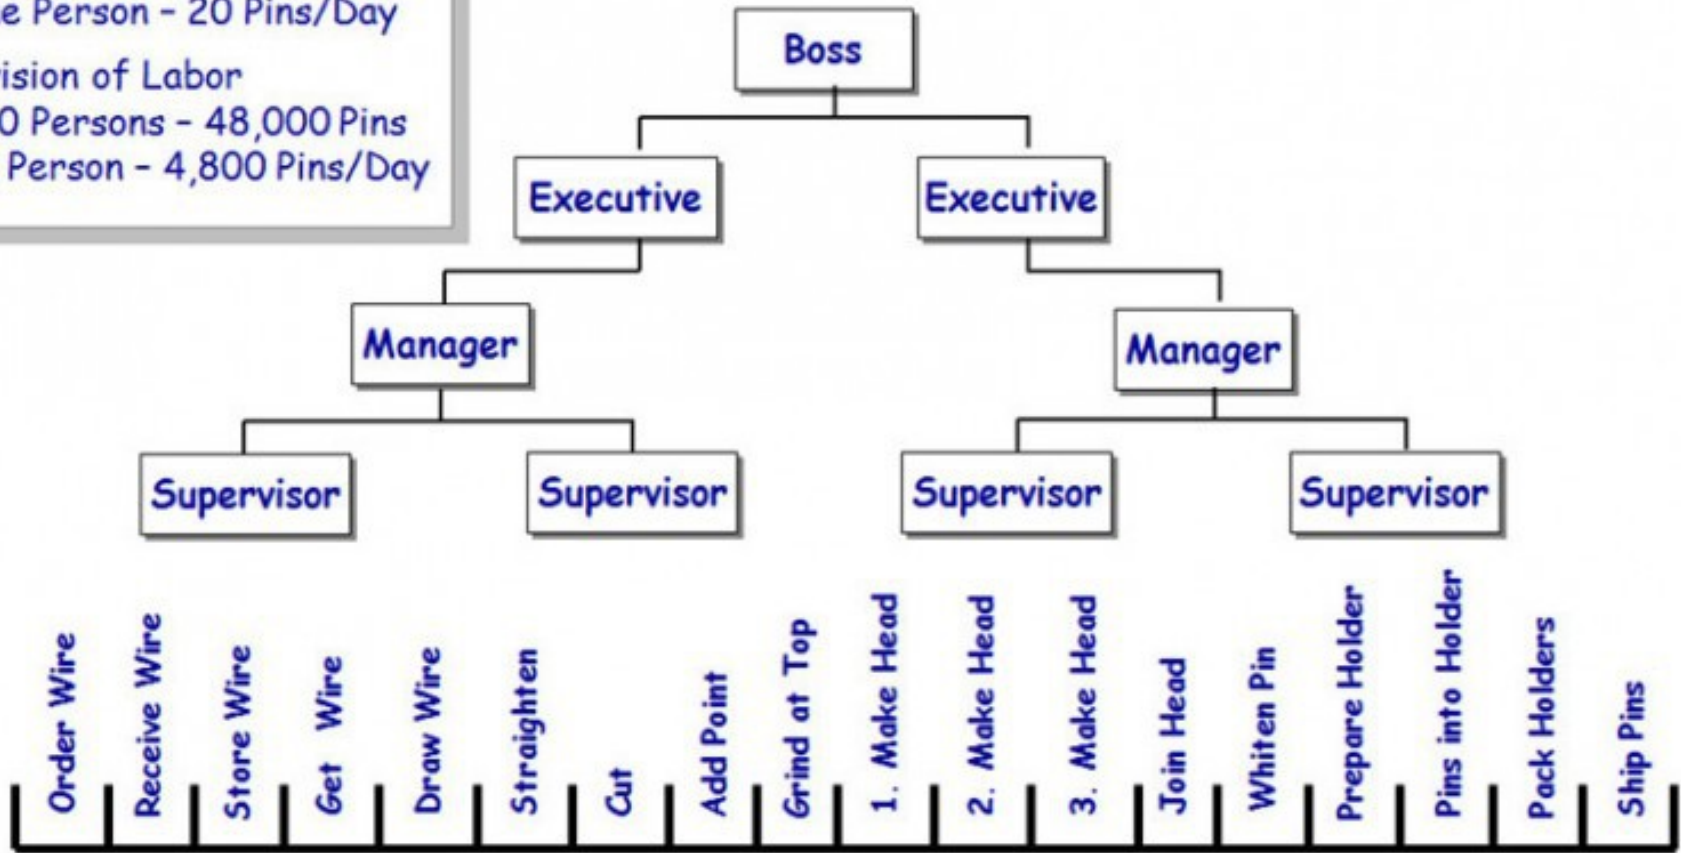 e Person - 20 Pins/Day
ision of Labor
0 Persons - 48,000 Pins
Person - 4,800 Pins/Day
Boss
Executive
Executive
Manager
Manager
Supervisor
Supervisor
Supervisor
Supervisor
Order Wire
Receive Wire
Store Wire
Get Wire
Draw Wire
Straighten
Cut
Add Point
Grind at Top
1. Make Head
2. Make Head
3. Make Head
Join Head
Whiten Pin
Prepare Holder
Pins into Holder
Pack Holders
Ship Pins